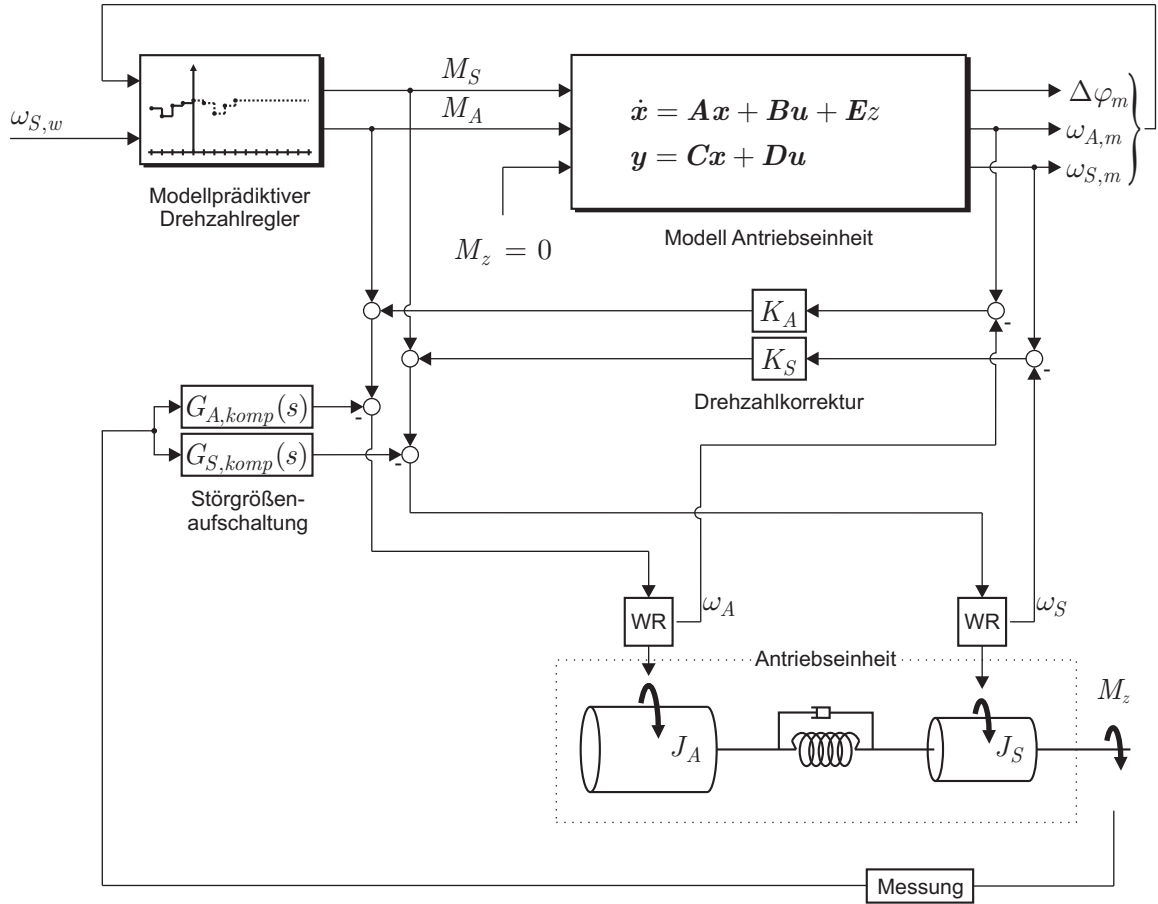 ω_{S,w}
Modellprädiktiver
Drehzahlregler
M_S
M_A
M_z = 0
ẋ = Ax + Bu + Ez
y = Cx + Du
Modell Antriebseinheit
Δφ_m
ω_{A,m}
ω_{S,m}
K_A
-
K_S
-
Drehzahlkorrektur
G_{A,komp}(s)
-
G_{S,komp}(s)
-
Störgrößen-
aufschaltung
WR
ω_A
WR
ω_S
Antriebseinheit
M_z
J_A
J_S
Messung